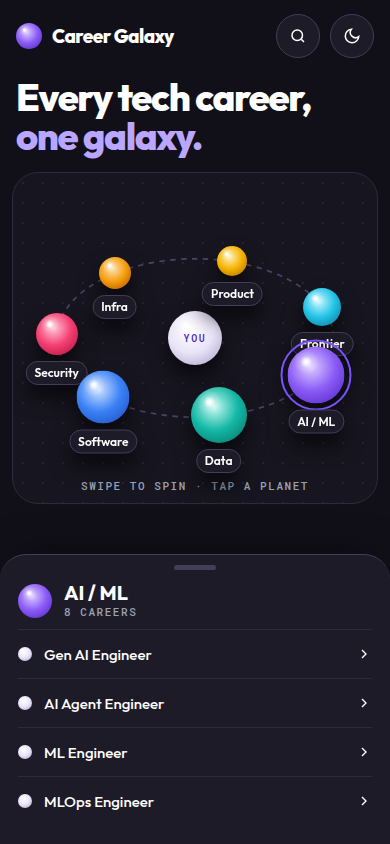 Career Galaxy
Every tech career,
one galaxy.
Infra
Product
Frontier
YOU
Security
AI / ML
Software
Data
SWIPE TO SPIN · TAP A PLANET
AI / ML
8 CAREERS
Gen AI Engineer
AI Agent Engineer
ML Engineer
MLOps Engineer